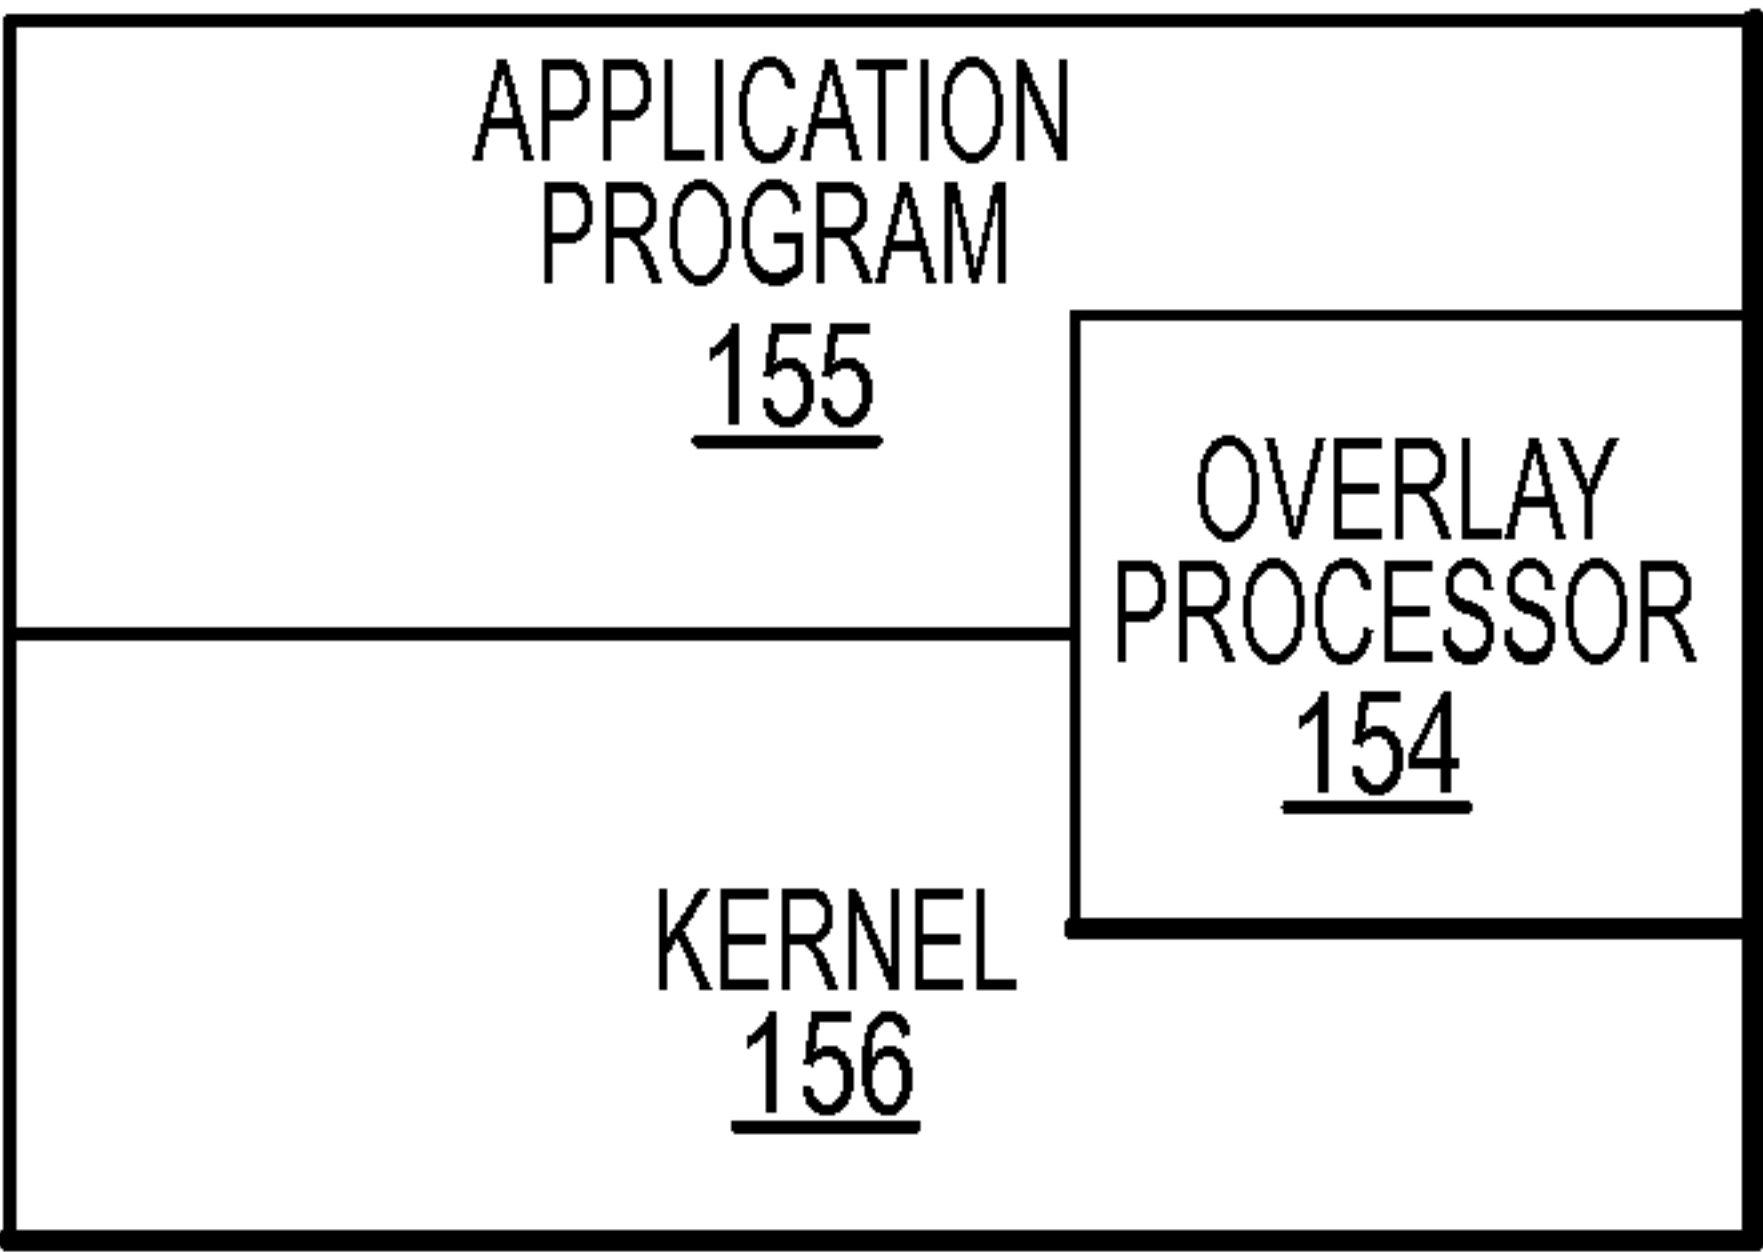 APPLICATION
PROGRAM
155
OVERLAY
PROCESSOR
154
KERNEL
156